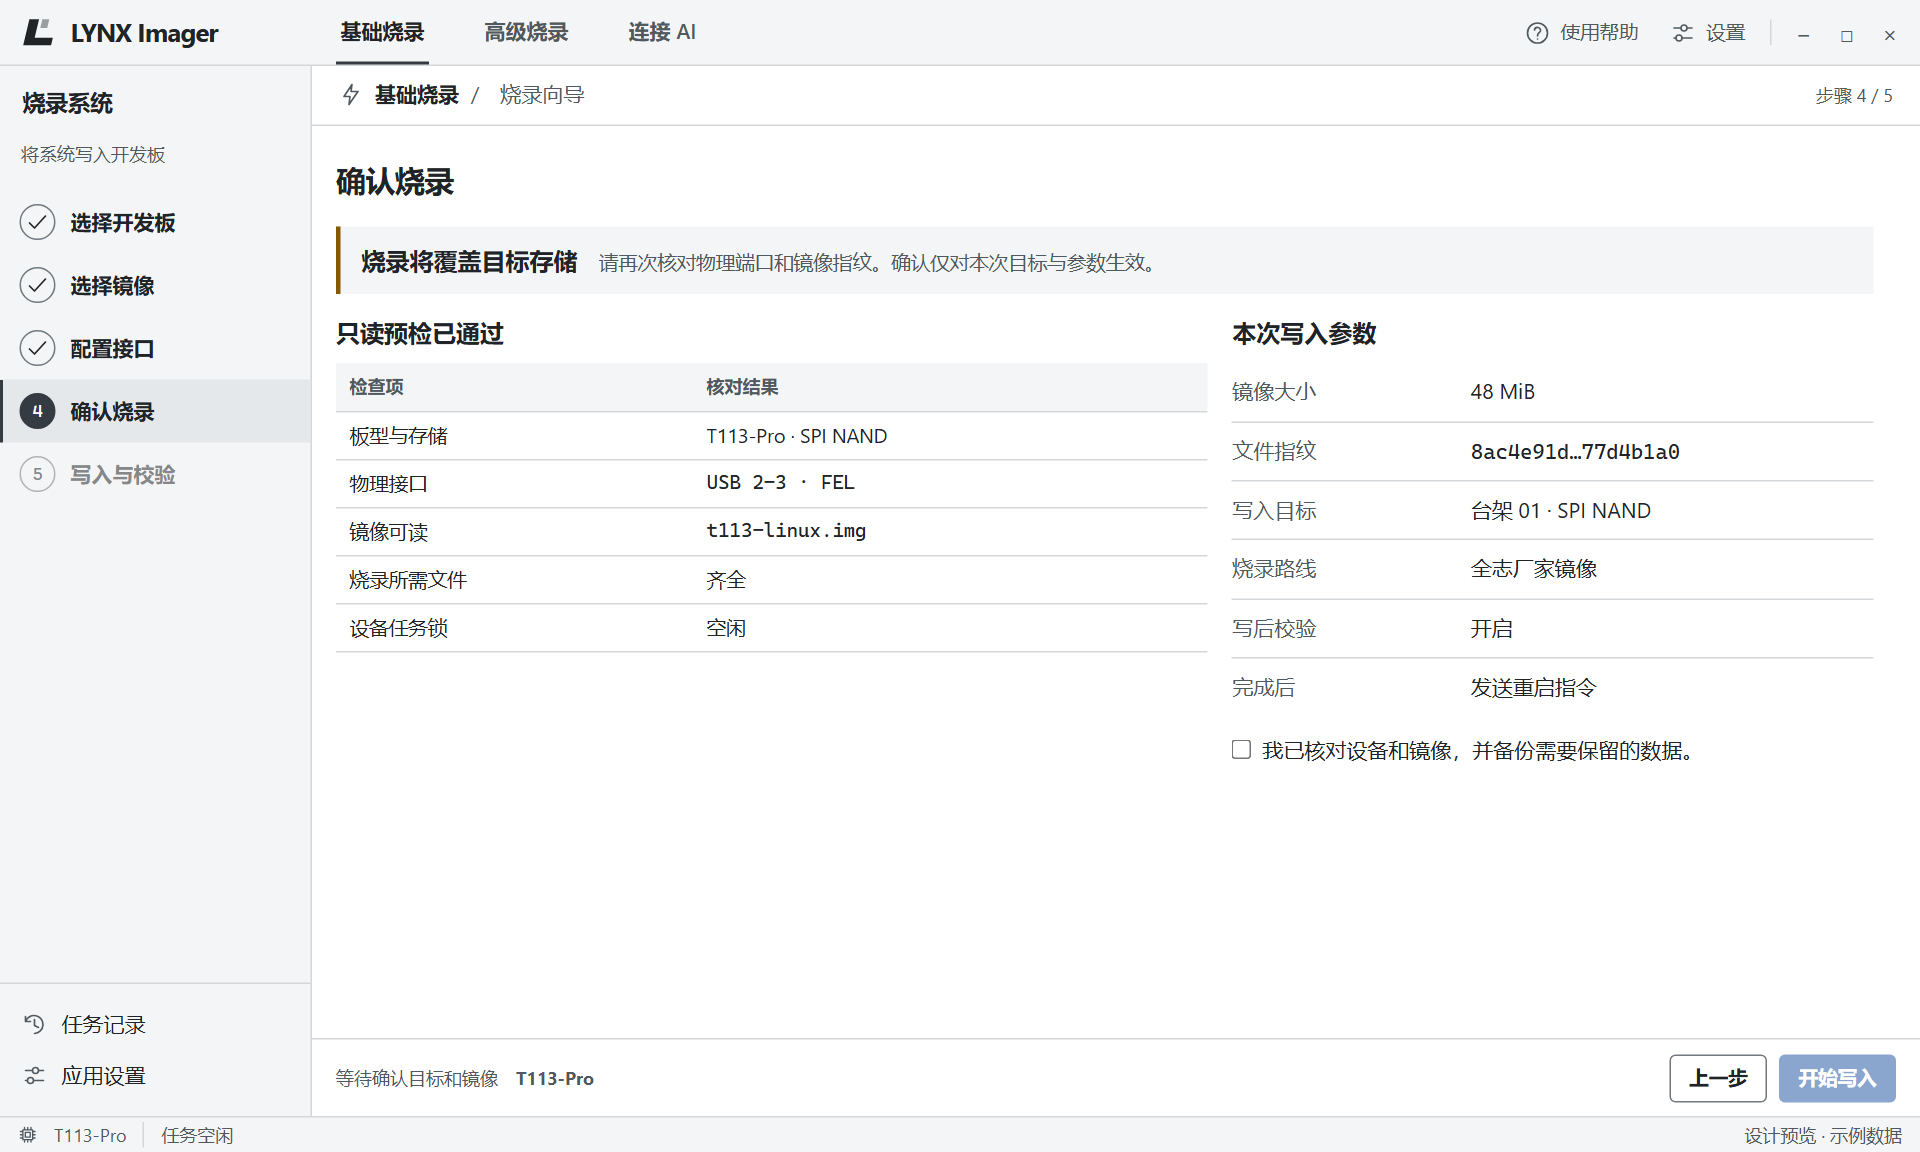 LYNX Imager
基础烧录
高级烧录
连接 AI
使用帮助
设置
烧录系统
将系统写入开发板
选择开发板
选择镜像
配置接口
4 确认烧录
5 写入与校验
任务记录
应用设置
基础烧录 / 烧录向导
步骤 4 / 5
确认烧录
烧录将覆盖目标存储 请再次核对物理端口和镜像指纹。确认仅对本次目标与参数生效。
只读预检已通过
检查项 核对结果
板型与存储 T113-Pro · SPI NAND
物理接口 USB 2-3 · FEL
镜像可读 t113-linux.img
烧录所需文件 齐全
设备任务锁 空闲
本次写入参数
镜像大小 48 MiB
文件指纹 8ac4e91d…77d4b1a0
写入目标 台架 01 · SPI NAND
烧录路线 全志厂家镜像
写后校验 开启
完成后 发送重启指令
我已核对设备和镜像，并备份需要保留的数据。
等待确认目标和镜像 T113-Pro
上一步
开始写入
T113-Pro
任务空闲
设计预览 · 示例数据